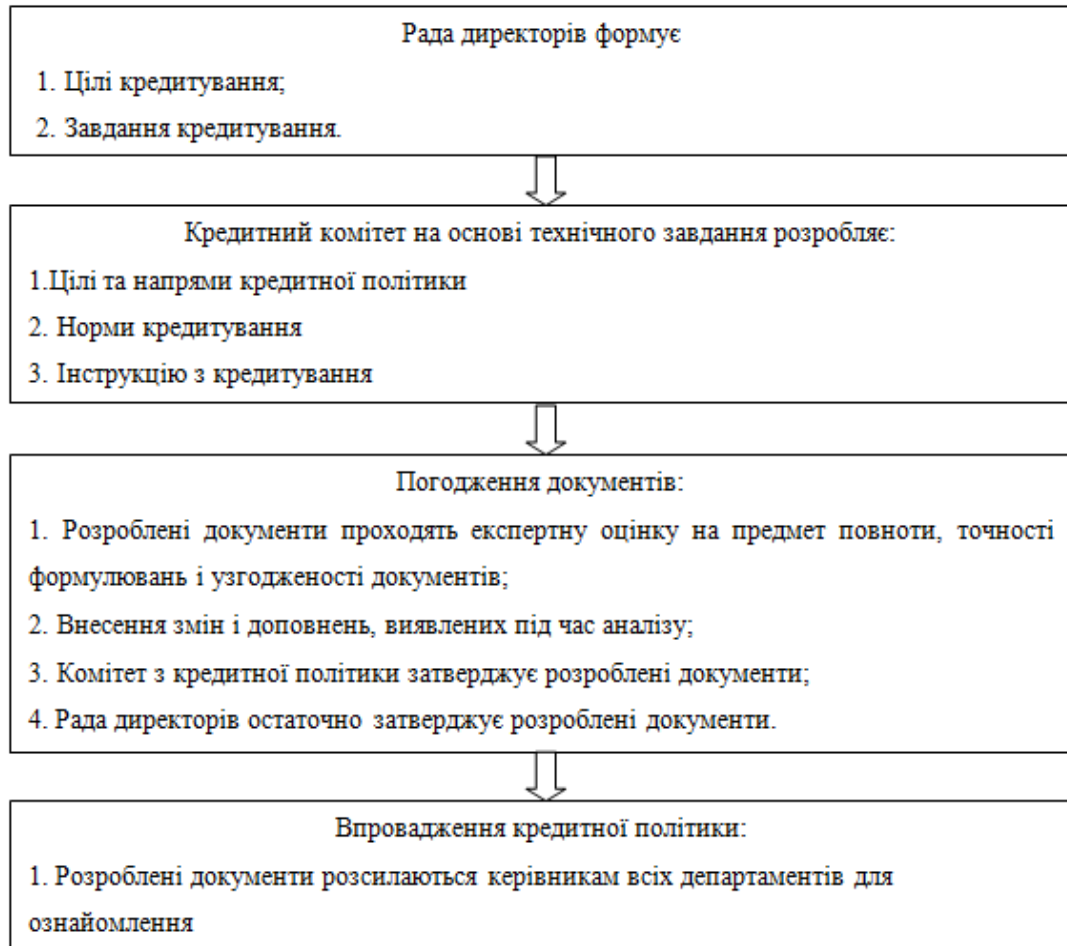 Рада директорів формує
1. Цілі кредитування;
2. Завдання кредитування.
Кредитний комітет на основі технічного завдання розробляє:
1.Цілі та напрями кредитної політики
2. Норми кредитування
3. Інструкцію з кредитування
Погодження документів:
1. Розроблені документи проходять експертну оцінку на предмет повноти, точності
формулювань і узгодженості документів;
2. Внесення змін і доповнень, виявлених під час аналізу;
3. Комітет з кредитної політики затверджує розроблені документи;
4. Рада директорів остаточно затверджує розроблені документи.
Впровадження кредитної політики:
1. Розроблені документи розсилаються керівникам всіх департаментів для
ознайомлення